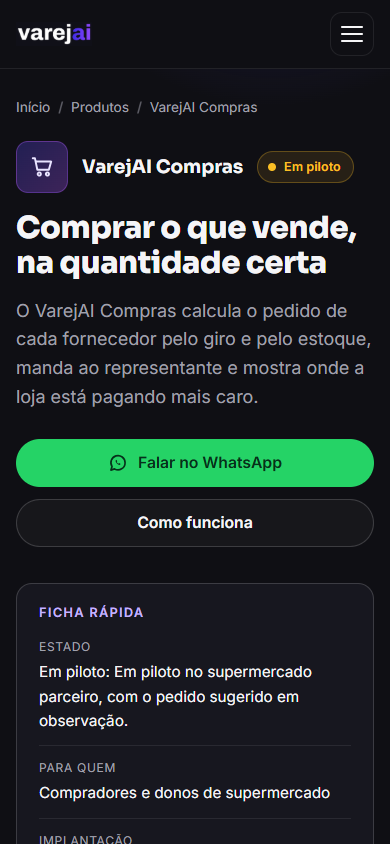 varejai
Início / Produtos / VarejAI Compras
VarejAI Compras
Em piloto
Comprar o que vende,
na quantidade certa
O VarejAI Compras calcula o pedido de
cada fornecedor pelo giro e pelo estoque,
manda ao representante e mostra onde a
loja está pagando mais caro.
Falar no WhatsApp
Como funciona
FICHA RÁPIDA
ESTADO
Em piloto: Em piloto no supermercado
parceiro, com o pedido sugerido em
observação.
PARA QUEM
Compradores e donos de supermercado
IMPLANTAÇÃO